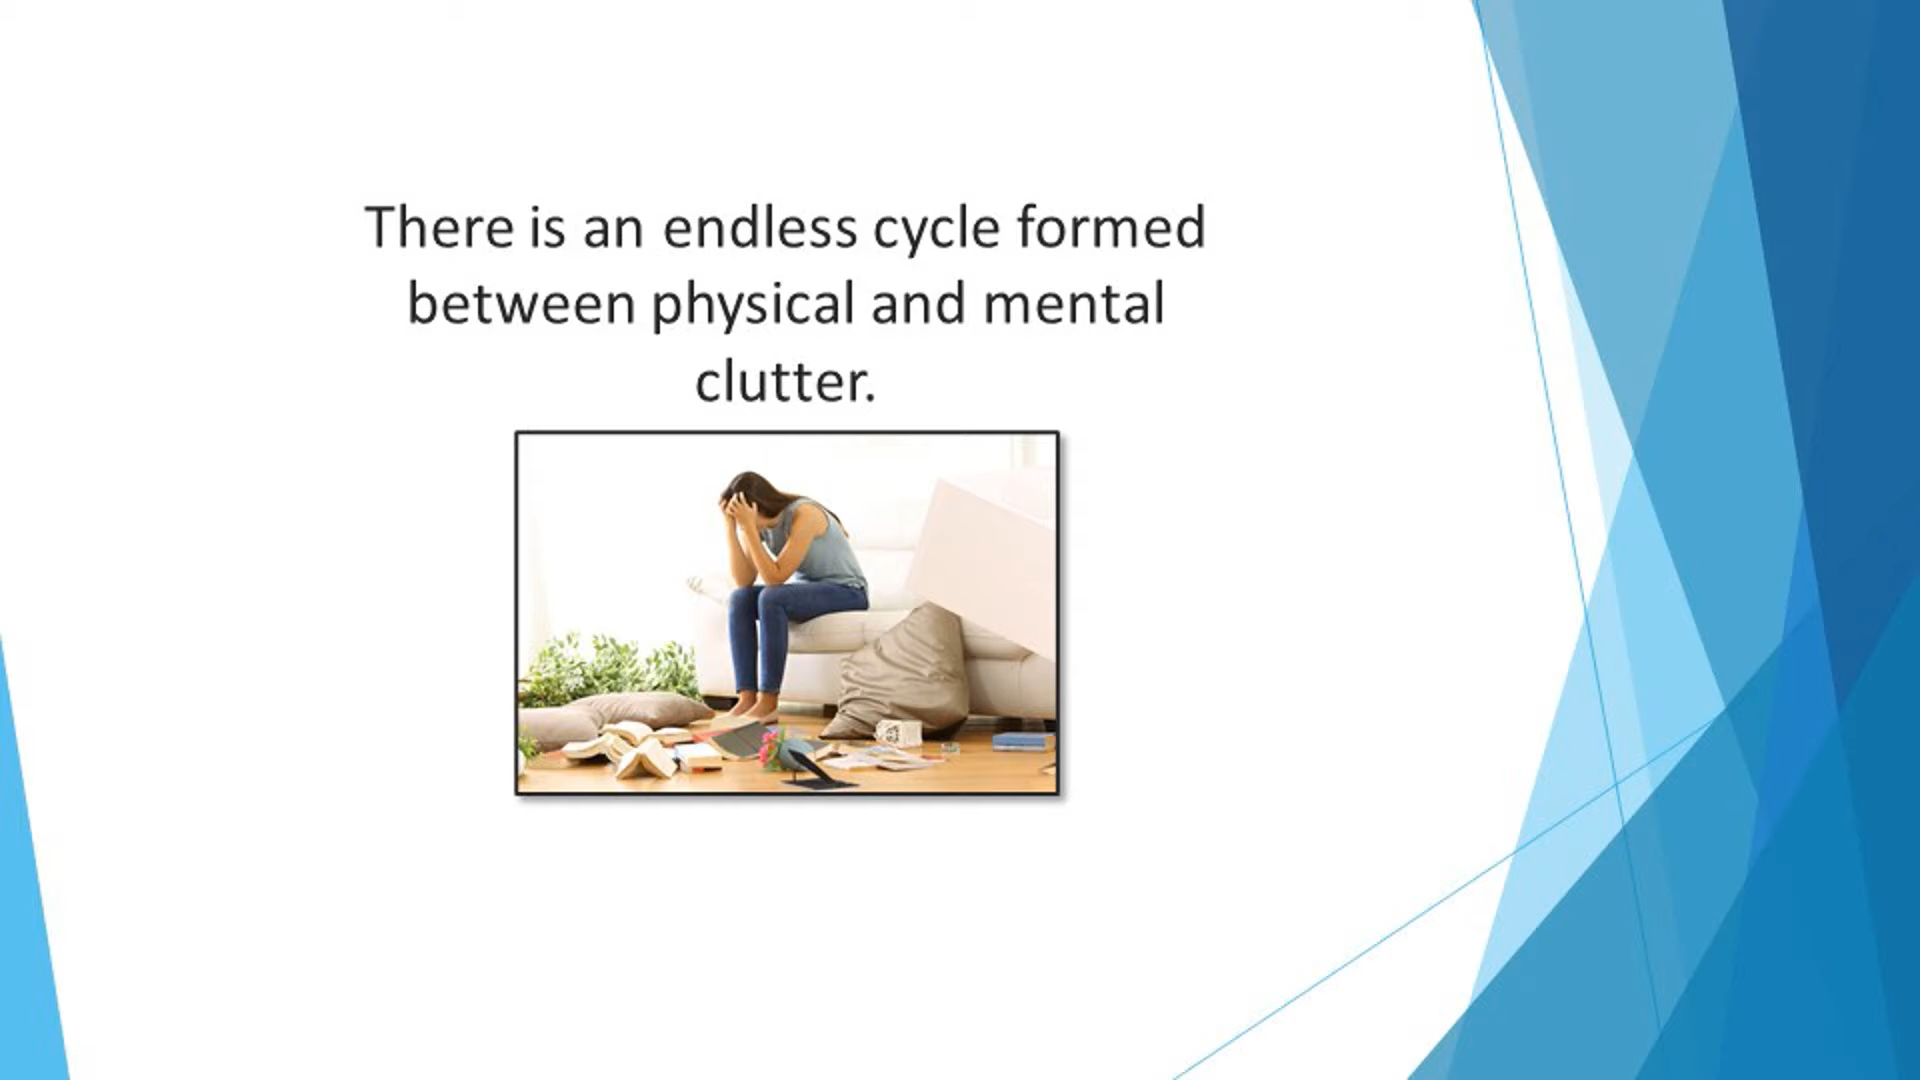 There is an endless cycle formed
between physical and mental
clutter.